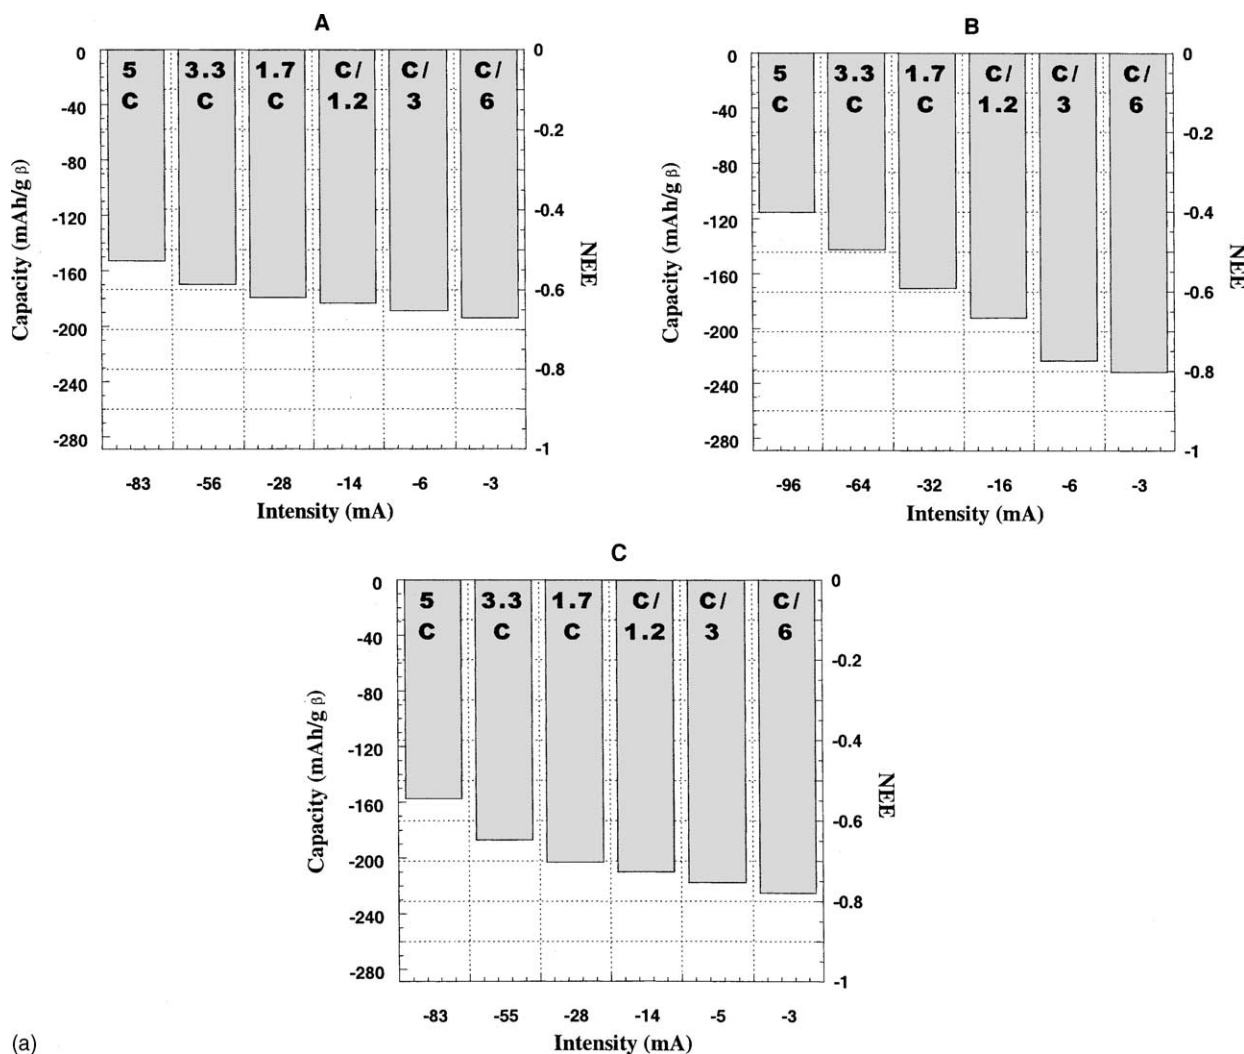 A
5 3.3 1.7 C/ C/ C/
C C C 1.2 3 6
0
-40
-80
-120
-160
-200
-240
-280
Capacity (mAh/g β)
0
-0.2
-0.4
-0.6
-0.8
-1
NEE
-83 -56 -28 -14 -6 -3
Intensity (mA)
B
5 3.3 1.7 C/ C/ C/
C C C 1.2 3 6
0
-40
-80
-120
-160
-200
-240
-280
Capacity (mAh/g β)
0
-0.2
-0.4
-0.6
-0.8
-1
NEE
-96 -64 -32 -16 -6 -3
Intensity (mA)
C
5 3.3 1.7 C/ C/ C/
C C C 1.2 3 6
0
-40
-80
-120
-160
-200
-240
-280
Capacity (mAh/g β)
0
-0.2
-0.4
-0.6
-0.8
-1
NEE
-83 -55 -28 -14 -5 -3
Intensity (mA)
(a)